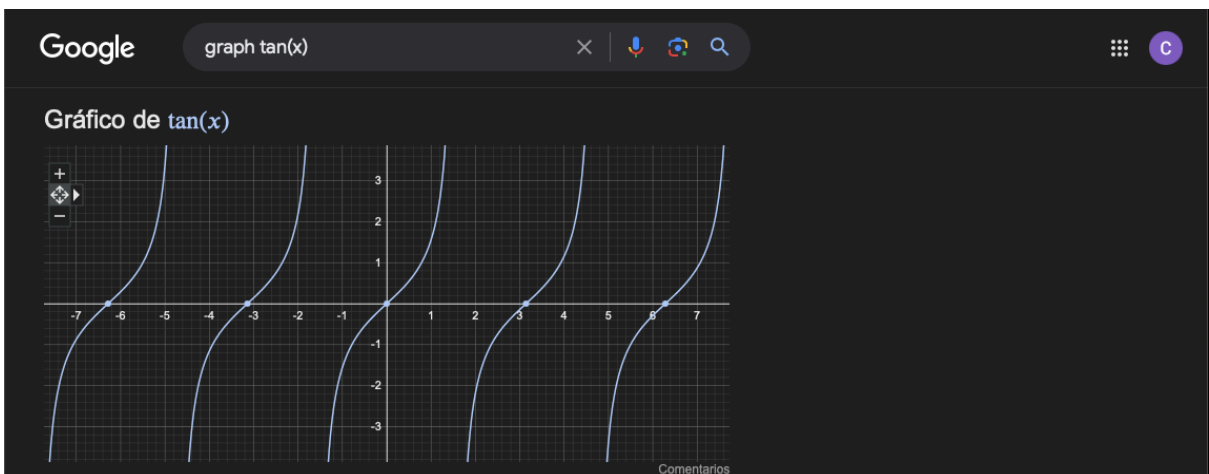 Google
graph tan(x)
C
Gráfico de tan(x)
3
2
1
-7 -6 -5 -4 -3 -2 -1 1 2 3 4 5 6 7
-1
-2
-3
Comentarios